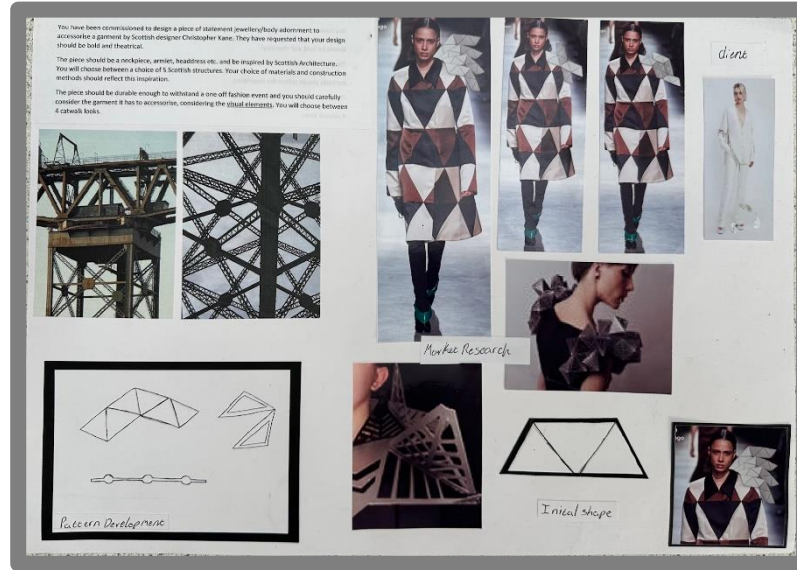 You have been commissioned to design a piece of statement jewellery/body adornment to
accessorise a garment by Scottish designer Christopher Kane. They have requested that your design
should be bold and theatrical.
The piece should be a neckpiece, armlet, headdress etc. and be inspired by Scottish Architecture.
You will choose between a choice of 5 Scottish structures. Your choice of materials and construction
methods should reflect this inspiration.
The piece should be durable enough to withstand a one off fashion event and you should carefully
consider the garment it has to accessorise, considering the visual elements. You will choose between
4 catwalk looks.
client
Market Research
Pattern Development
Inical shape